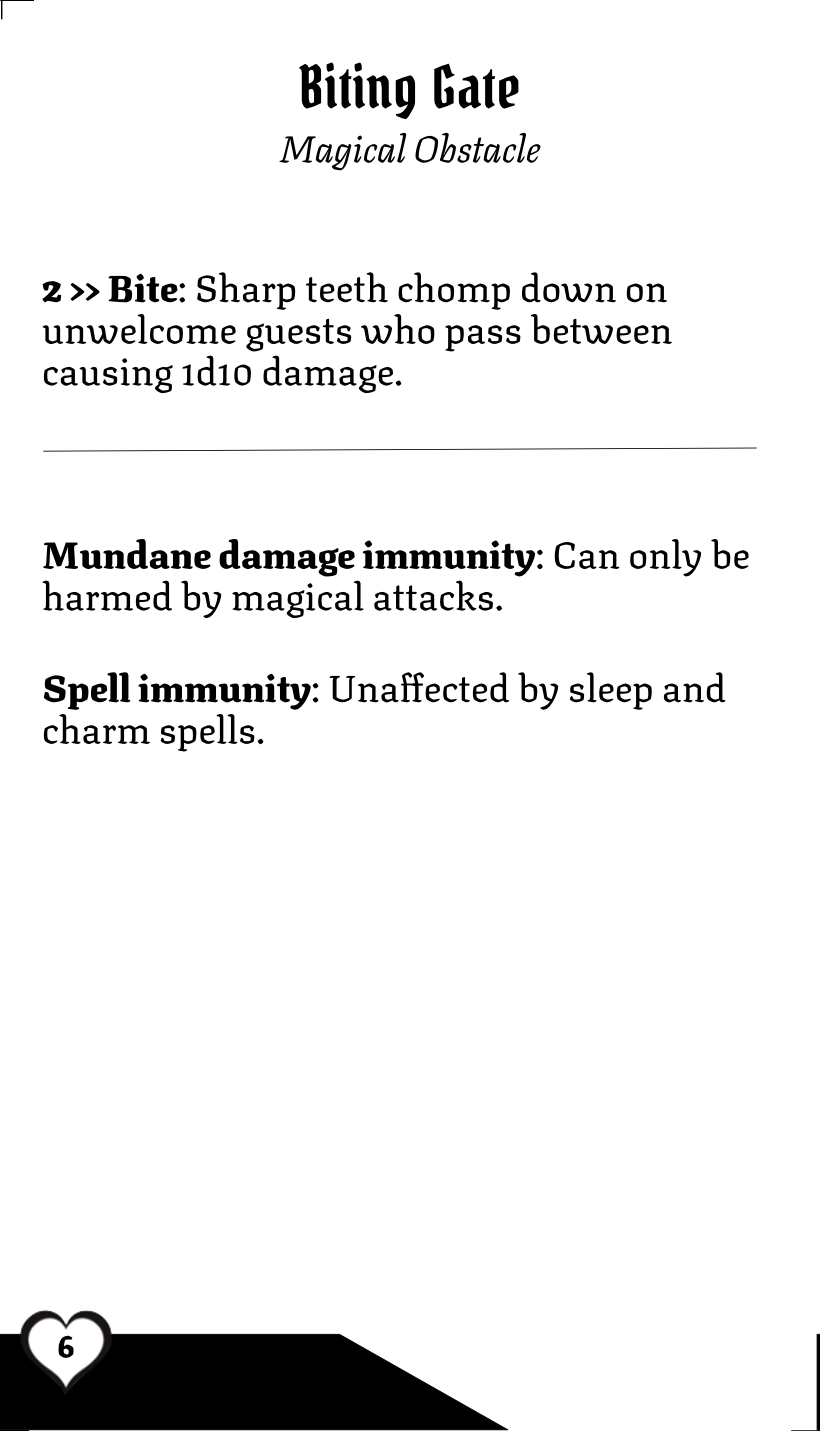 Biting Gate
Magical Obstacle
2 >> Bite: Sharp teeth chomp down on
unwelcome guests who pass between
causing 1d10 damage.
Mundane damage immunity: Can only be
harmed by magical attacks.
Spell immunity: Unaffected by sleep and
charm spells.
6